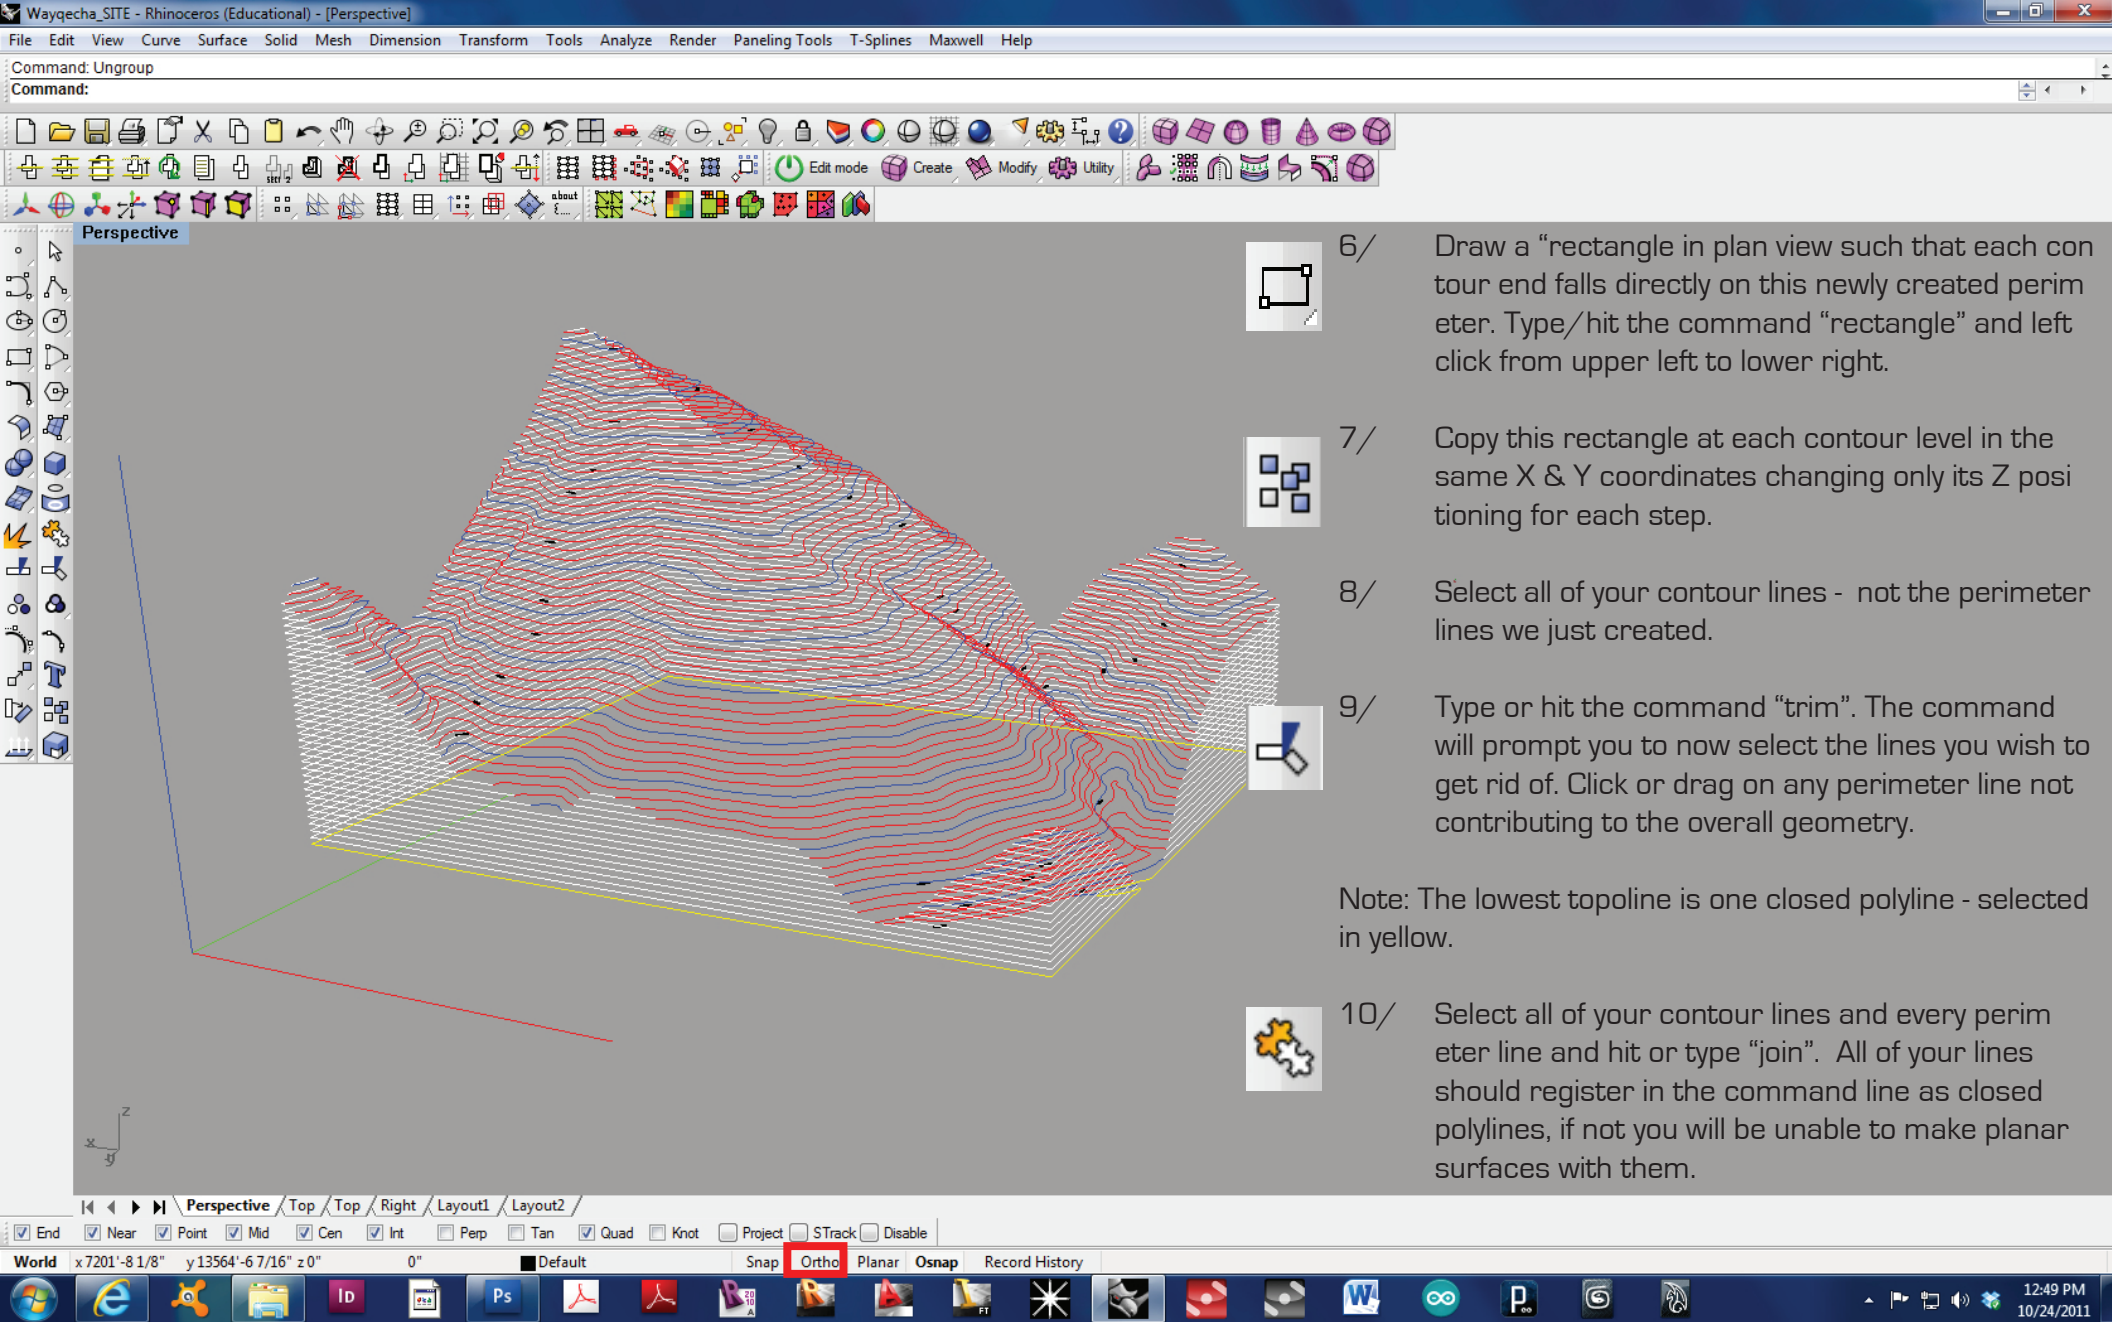 Wayqecha_SITE - Rhinoceros (Educational) - [Perspective]
File Edit View Curve Surface Solid Mesh Dimension Transform Tools Analyze Render Paneling Tools T-Splines Maxwell Help
Command: Ungroup
Command:
Edit mode Create Modify Utility
about
Perspective
6/ Draw a “rectangle in plan view such that each con
tour end falls directly on this newly created perim
eter. Type/hit the command “rectangle” and left
click from upper left to lower right.
7/ Copy this rectangle at each contour level in the
same X & Y coordinates changing only its Z posi
tioning for each step.
8/ Select all of your contour lines - not the perimeter
lines we just created.
9/ Type or hit the command “trim”. The command
will prompt you to now select the lines you wish to
get rid of. Click or drag on any perimeter line not
contributing to the overall geometry.
Note: The lowest topoline is one closed polyline - selected
in yellow.
10/ Select all of your contour lines and every perim
eter line and hit or type “join”. All of your lines
should register in the command line as closed
polylines, if not you will be unable to make planar
surfaces with them.
z
x
y
Perspective Top Top Right Layout1 Layout2
End Near Point Mid Cen Int Perp Tan Quad Knot Project STrack Disable
World x 7201'-8 1/8" y 13564'-6 7/16" z 0" 0" Default Snap Ortho Planar Osnap Record History
ID Ps W P
12:49 PM
10/24/2011